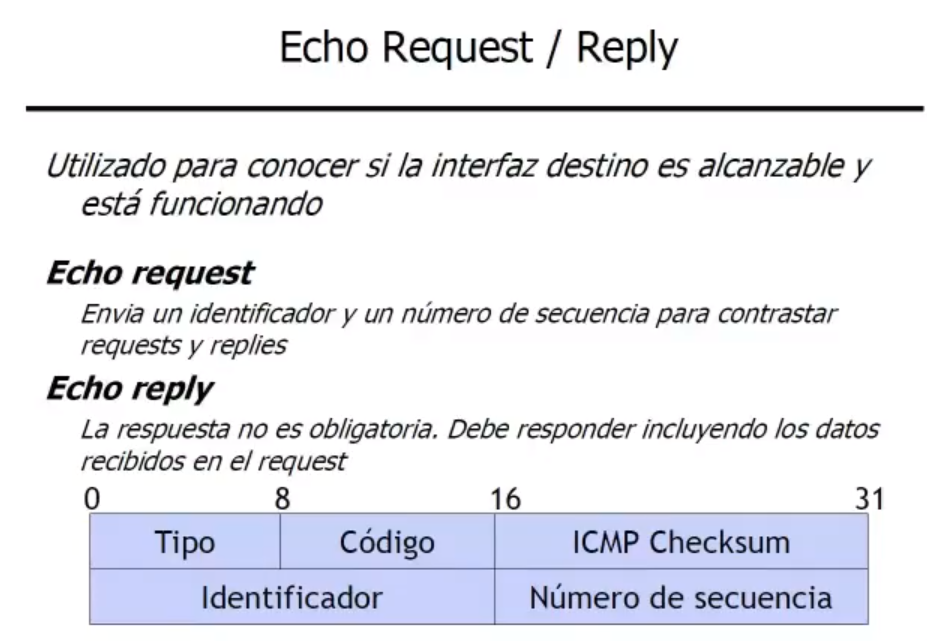 Echo Request / Reply
Utilizado para conocer si la interfaz destino es alcanzable y
está funcionando
Echo request
Envia un identificador y un número de secuencia para contrastar
requests y replies
Echo reply
La respuesta no es obligatoria. Debe responder incluyendo los datos
recibidos en el request
0 8 16 31
Tipo Código ICMP Checksum
Identificador Número de secuencia